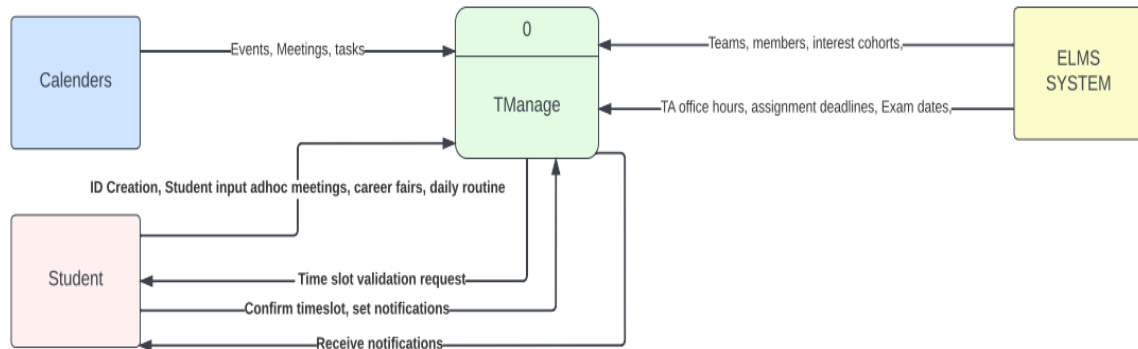 0
Events, Meetings, tasks
Teams, members, interest cohorts,
Calenders
ELMS
SYSTEM
TManage
TA office hours, assignment deadlines, Exam dates,
ID Creation, Student input adhoc meetings, career fairs, daily routine
Student
Time slot validation request
Confirm timeslot, set notifications
Receive notifications